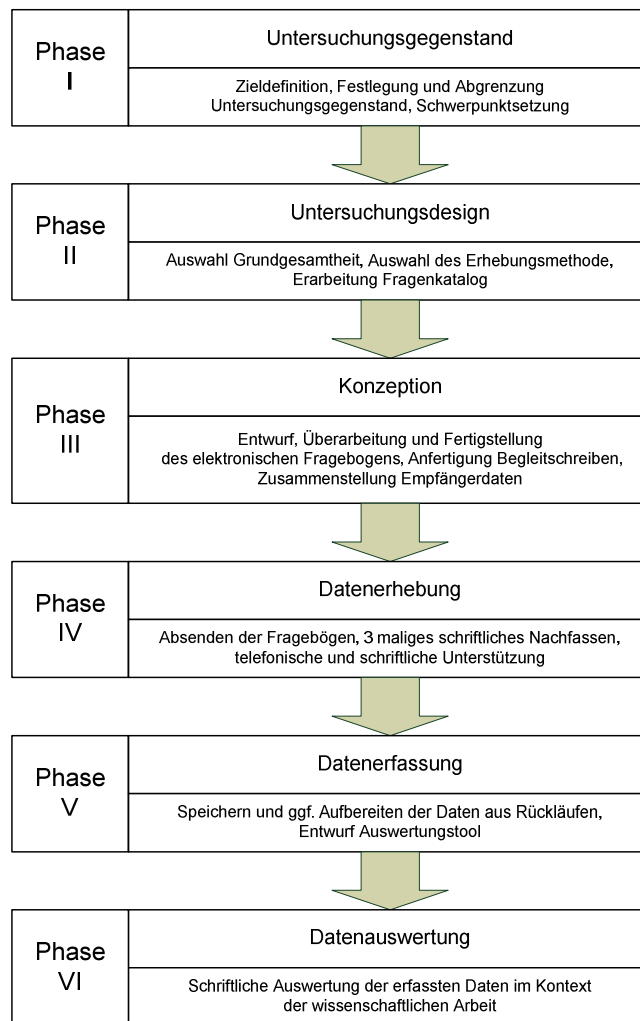 Phase
I
Untersuchungsgegenstand
Zieldefinition, Festlegung und Abgrenzung
Untersuchungsgegenstand, Schwerpunktsetzung
Phase
II
Untersuchungsdesign
Auswahl Grundgesamtheit, Auswahl des Erhebungsmethode,
Erarbeitung Fragenkatalog
Phase
III
Konzeption
Entwurf, Überarbeitung und Fertigstellung
des elektronischen Fragebogens, Anfertigung Begleitschreiben,
Zusammenstellung Empfängerdaten
Phase
IV
Datenerhebung
Absenden der Fragebögen, 3 maliges schriftliches Nachfassen,
telefonische und schriftliche Unterstützung
Phase
V
Datenerfassung
Speichern und ggf. Aufbereiten der Daten aus Rückläufen,
Entwurf Auswertungstool
Phase
VI
Datenauswertung
Schriftliche Auswertung der erfassten Daten im Kontext
der wissenschaftlichen Arbeit